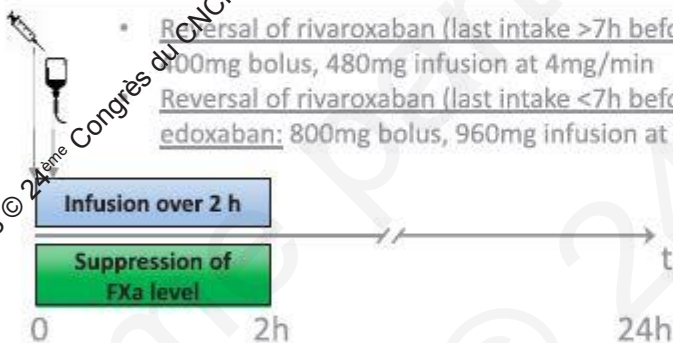 • Reversal of rivaroxaban (last intake >7h befo
400mg bolus, 480mg infusion at 4mg/min
Reversal of rivaroxaban (last intake <7h befo
edoxaban: 800mg bolus, 960mg infusion at
© 24ème Congrès du CNCH
Infusion over 2 h
Suppression of
FXa level
t
0 2h 24h